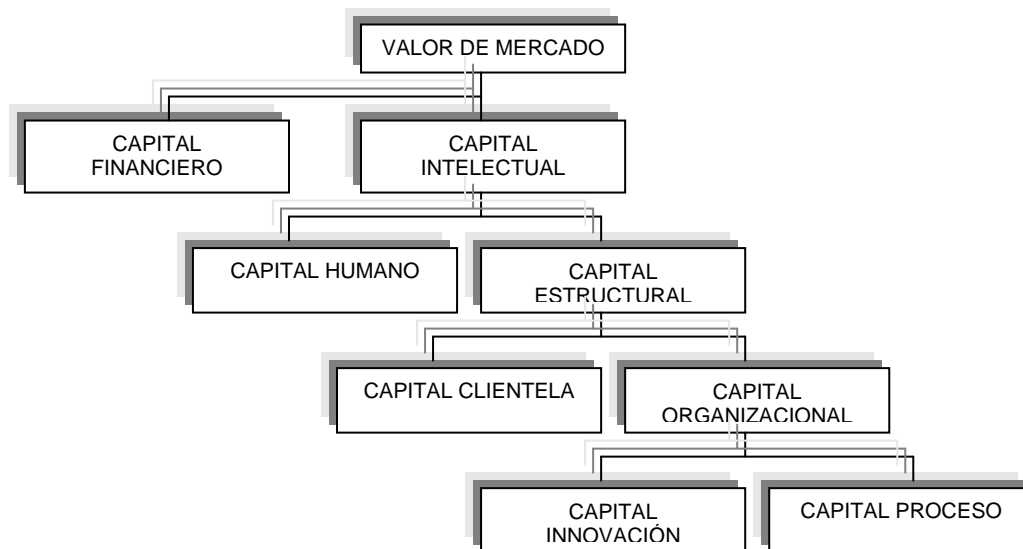 VALOR DE MERCADO
CAPITAL
FINANCIERO
CAPITAL
INTELECTUAL
CAPITAL HUMANO
CAPITAL
ESTRUCTURAL
CAPITAL CLIENTELA
CAPITAL
ORGANIZACIONAL
CAPITAL
INNOVACIÓN
CAPITAL PROCESO